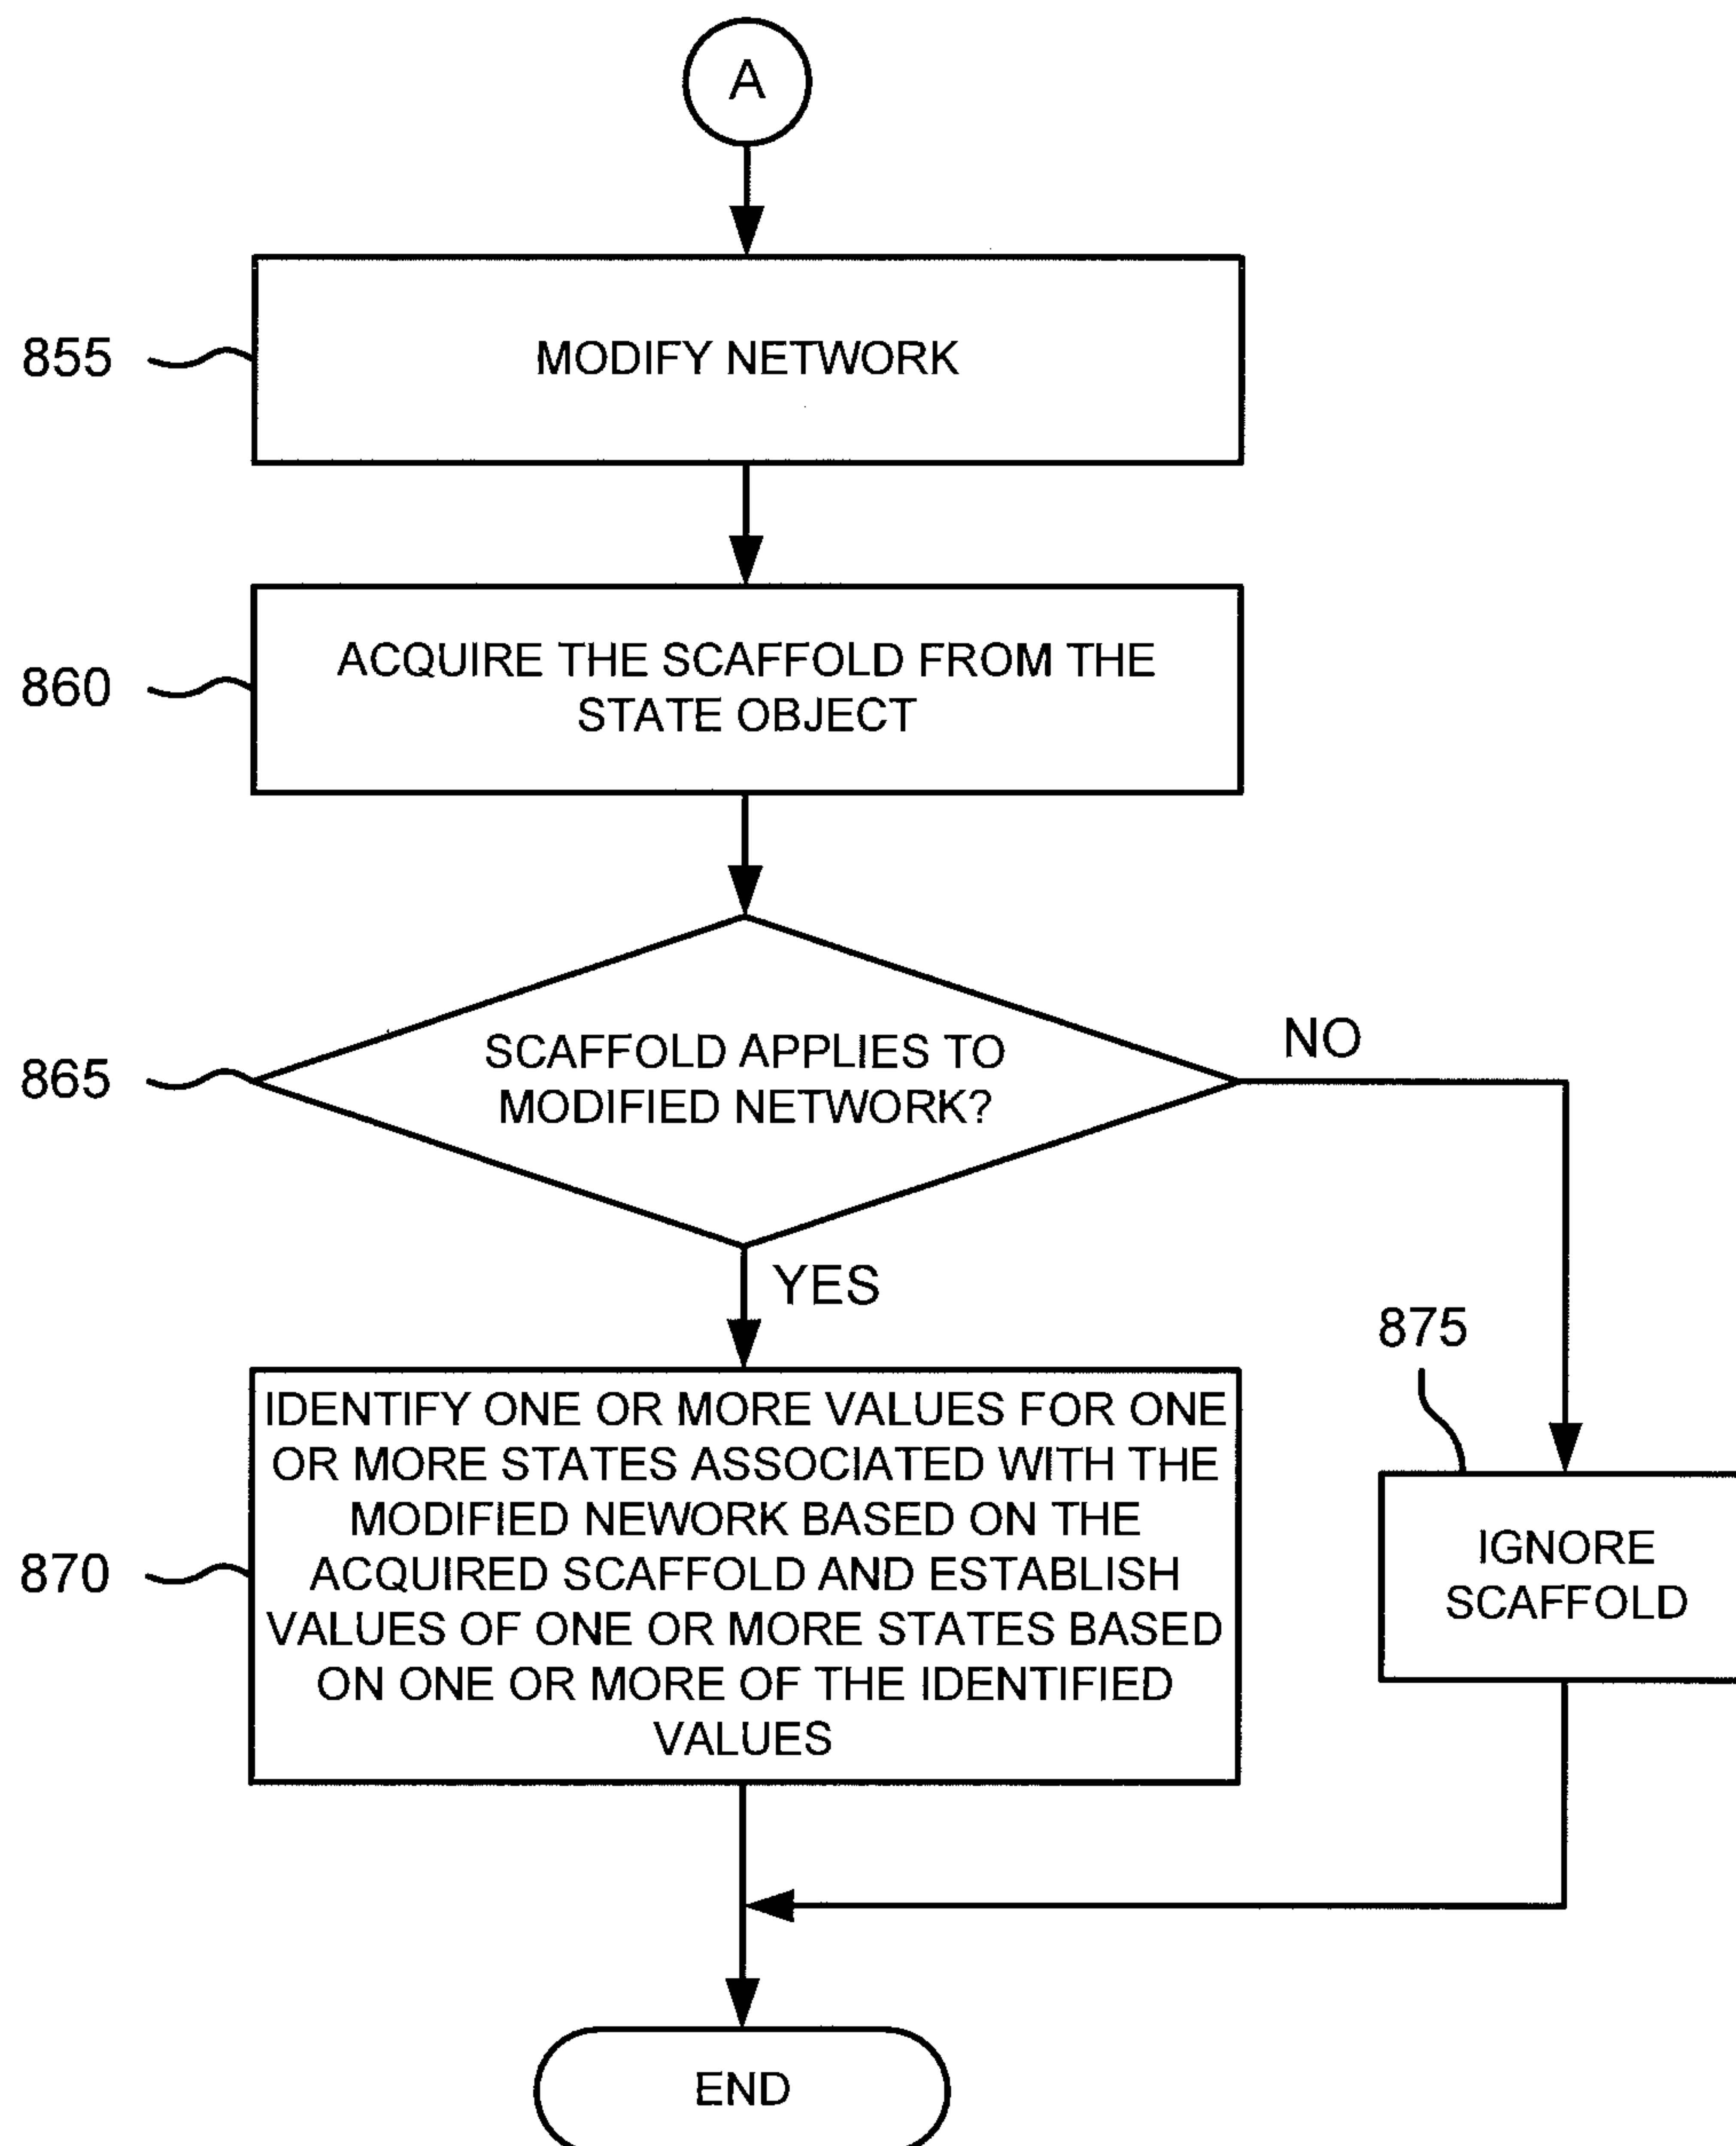 A
855
MODIFY NETWORK
860
ACQUIRE THE SCAFFOLD FROM THE
STATE OBJECT
865
SCAFFOLD APPLIES TO
MODIFIED NETWORK?
NO
YES
875
870
IDENTIFY ONE OR MORE VALUES FOR ONE
OR MORE STATES ASSOCIATED WITH THE
MODIFIED NEWORK BASED ON THE
ACQUIRED SCAFFOLD AND ESTABLISH
VALUES OF ONE OR MORE STATES BASED
ON ONE OR MORE OF THE IDENTIFIED
VALUES
IGNORE
SCAFFOLD
END